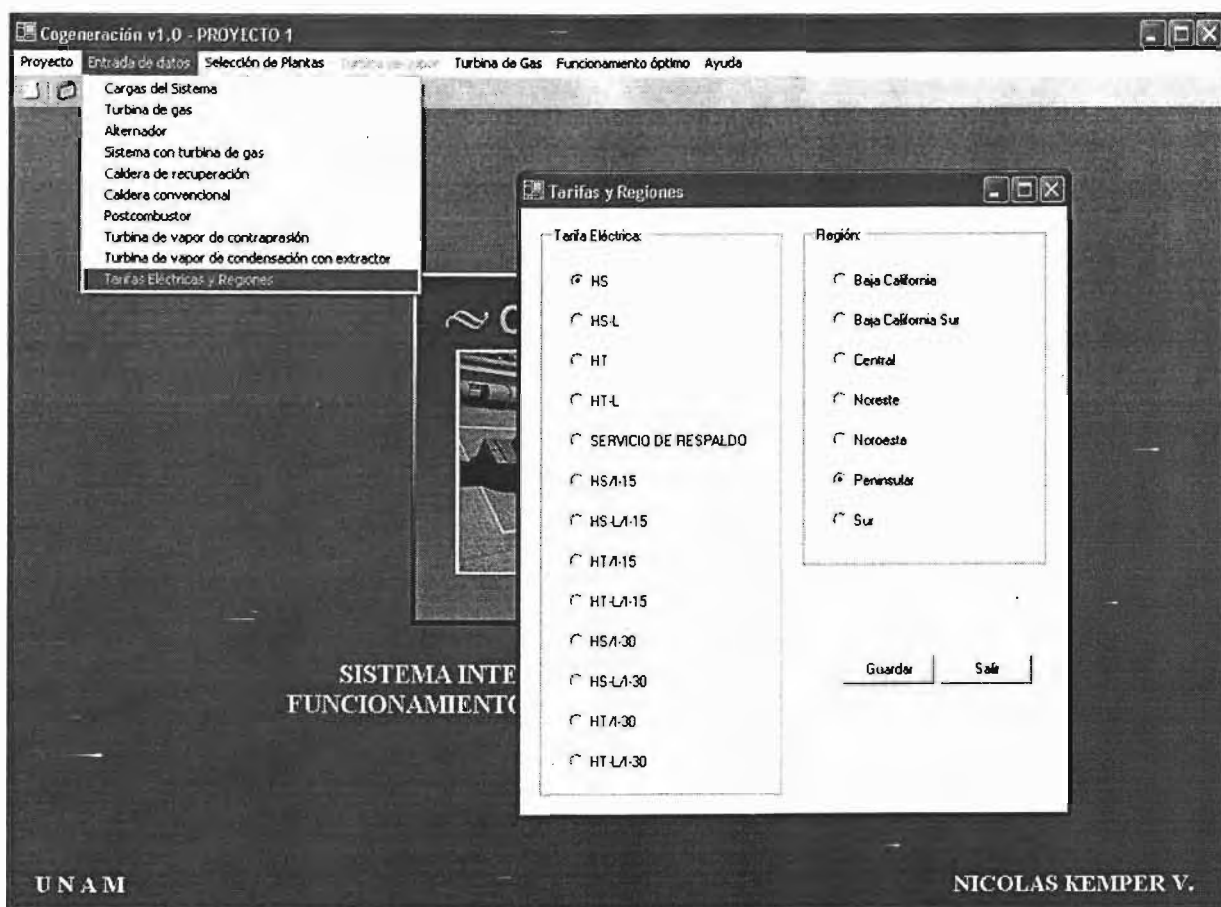 Cogeneración v1.0 - PROYECTO 1
Proyecto Entrada de datos Selección de Plantas Turbina de vapor Turbina de Gas Funcionamiento óptimo Ayuda
Cargas del Sistema
Turbina de gas
Alternador
Sistema con turbina de gas
Caldera de recuperación
Caldera convencional
Postcombustor
Turbina de vapor de contrapresión
Turbina de vapor de condensación con extractor
Tarifas Eléctricas y Regiones
Tarifas y Regiones
Tarifa Eléctrica:
HS
HS-L
HT
HT-L
SERVICIO DE RESPALDO
HS/I-15
HS-L/I-15
HT/I-15
HT-L/I-15
HS/I-30
HS-L/I-30
HT/I-30
HT-L/I-30
Región:
Baja California
Baja California Sur
Central
Noreste
Noroeste
Peninsular
Sur
Guardar Salir
~ C
SISTEMA INTE
FUNCIONAMIENTO
UNAM
NICOLAS KEMPER V.